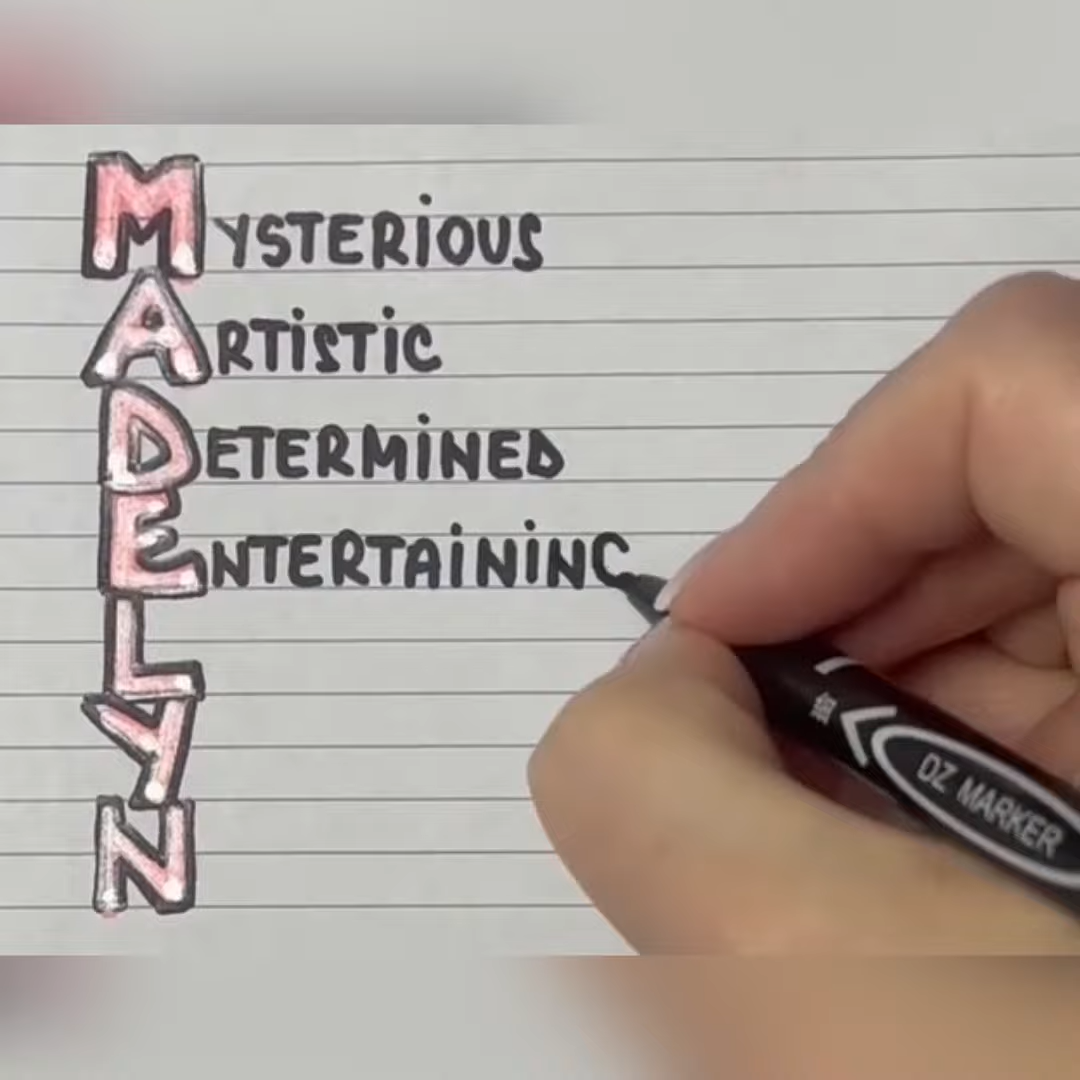 MYSTERiOUS
ARTiSTiC
DETERMiNED
ENTERTAiNiNC
L
Y
N
DZ MARKER